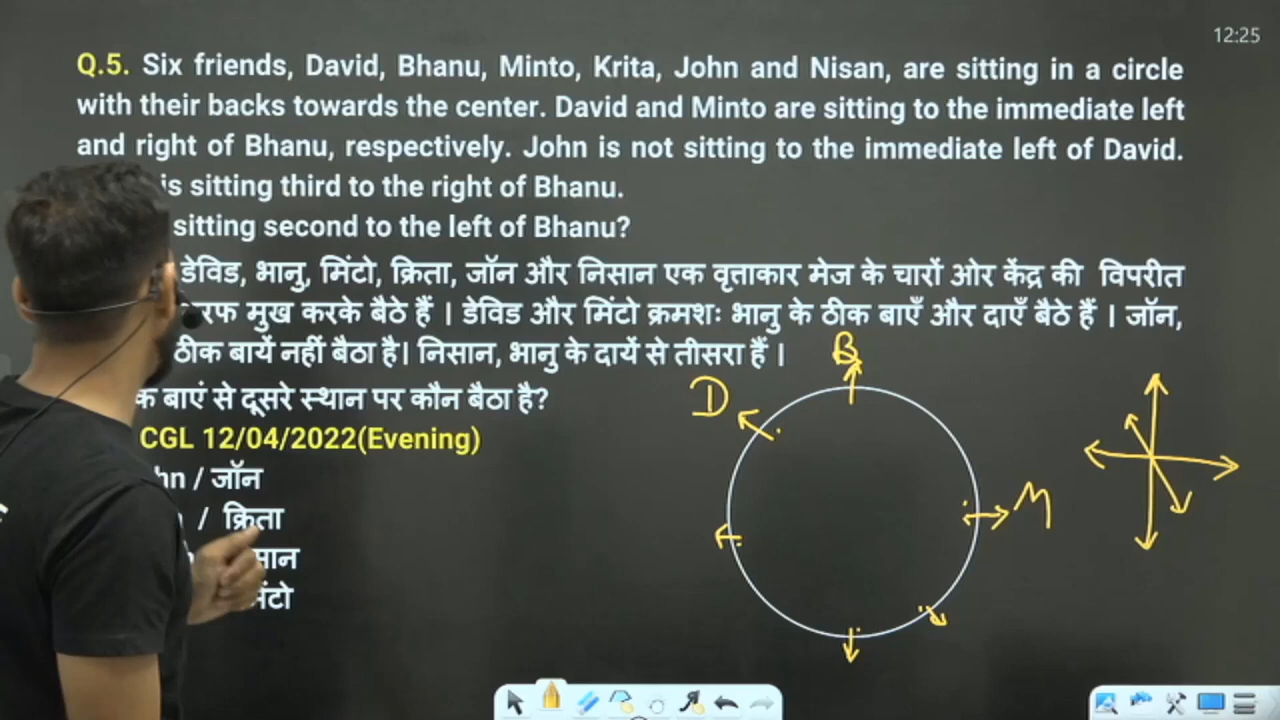 12:25
Q.5. Six friends, David, Bhanu, Minto, Krita, John and Nisan, are sitting in a circle
with their backs towards the center. David and Minto are sitting to the immediate left
and right of Bhanu, respectively. John is not sitting to the immediate left of David.
is sitting third to the right of Bhanu.
sitting second to the left of Bhanu?
डेविड, भानु, मिंटो, क्रिता, जॉन और निसान एक वृत्ताकार मेज के चारों ओर केंद्र की विपरीत
रफ मुख करके बैठे हैं । डेविड और मिंटो क्रमशः भानु के ठीक बाएँ और दाएँ बैठे हैं । जॉन,
ठीक बायें नहीं बैठा है। निसान, भानु के दायें से तीसरा हैं ।
क बाएं से दूसरे स्थान पर कौन बैठा है?
CGL 12/04/2022(Evening)
hn / जॉन
/ क्रिता
सान
मिंटो
B
D
M